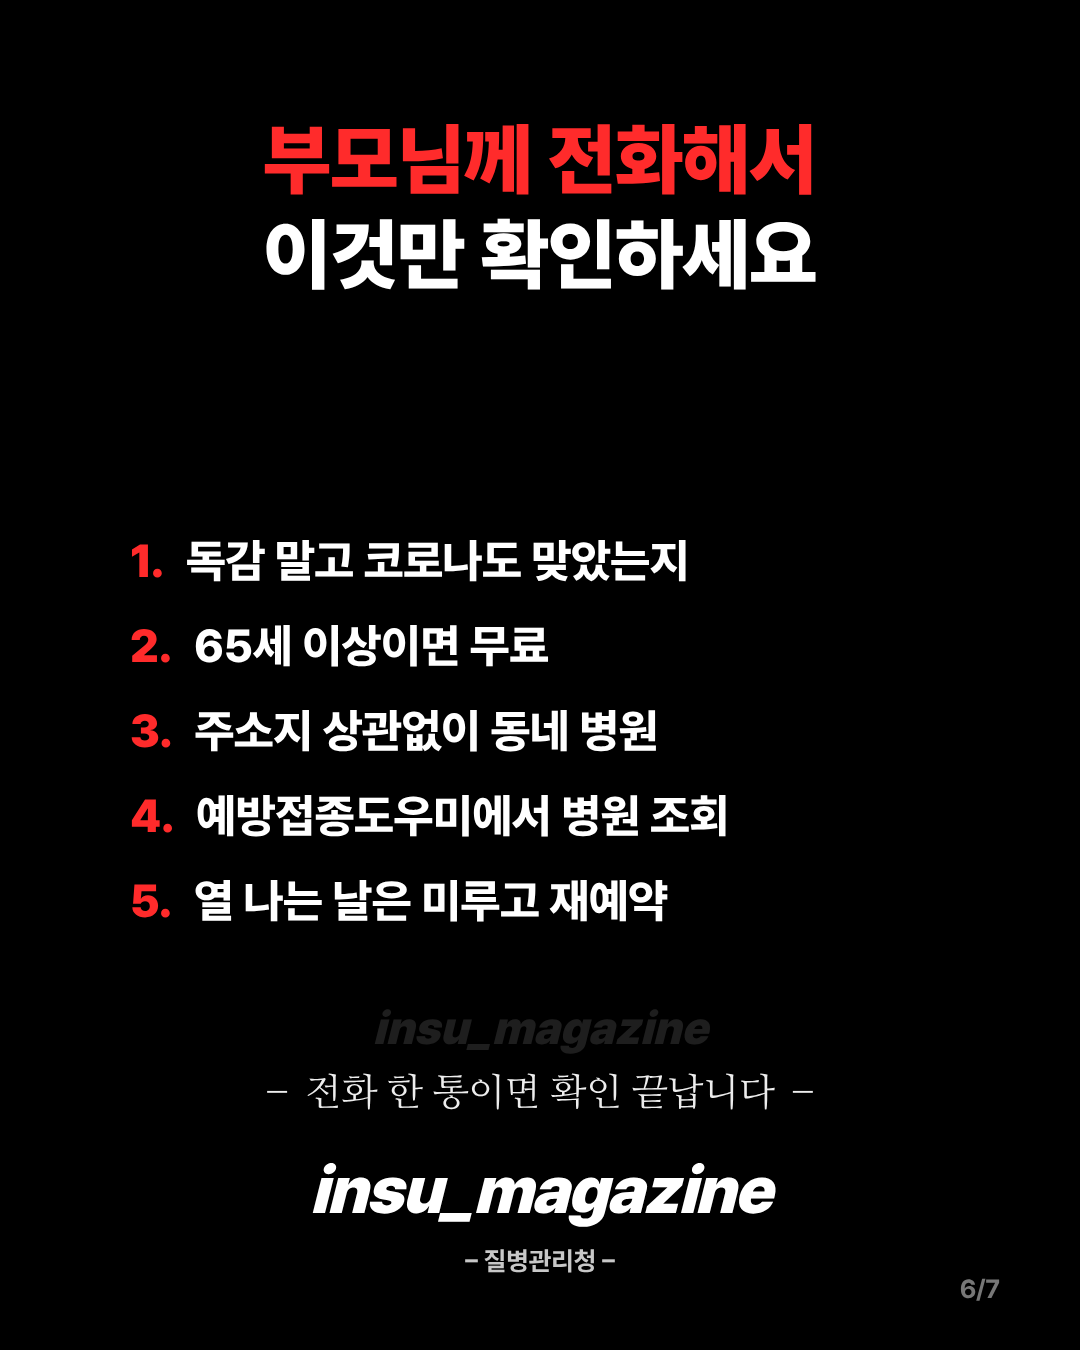 부모님께 전화해서
이것만 확인하세요
1. 독감 말고 코로나도 맞았는지
2. 65세 이상이면 무료
3. 주소지 상관없이 동네 병원
4. 예방접종도우미에서 병원 조회
5. 열 나는 날은 미루고 재예약
insu_magazine
– 전화 한 통이면 확인 끝납니다 –
insu_magazine
– 질병관리청 –
6/7